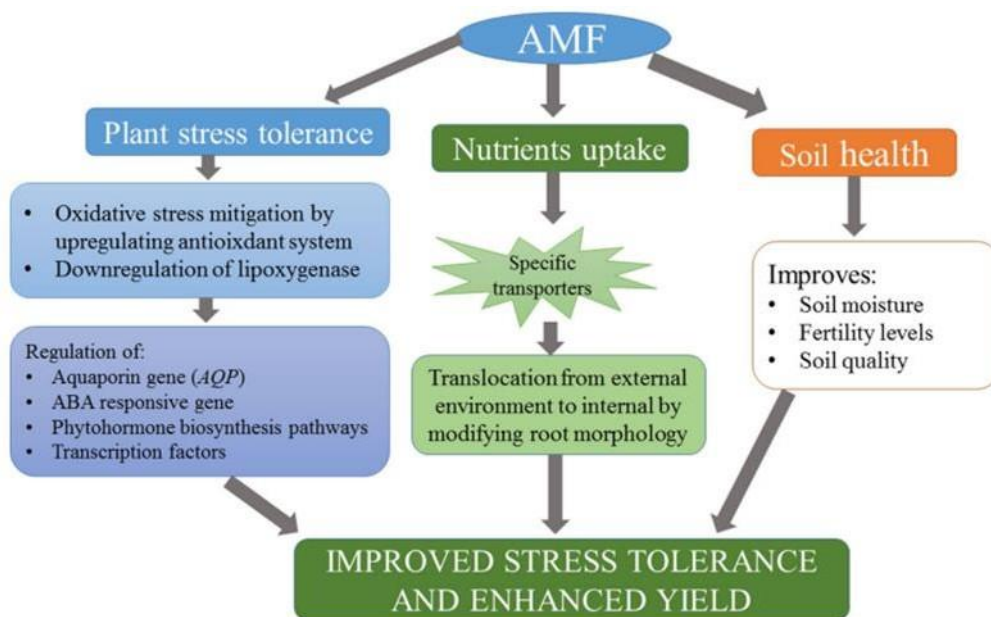 AMF
Plant stress tolerance
Nutrients uptake
Soil health
• Oxidative stress mitigation by
upregulating antioixdant system
• Downregulation of lipoxygenase
Specific
transporters
Improves:
• Soil moisture
• Fertility levels
• Soil quality
Regulation of:
• Aquaporin gene (AQP)
• ABA responsive gene
• Phytohormone biosynthesis pathways
• Transcription factors
Translocation from external
environment to internal by
modifying root morphology
IMPROVED STRESS TOLERANCE
AND ENHANCED YIELD